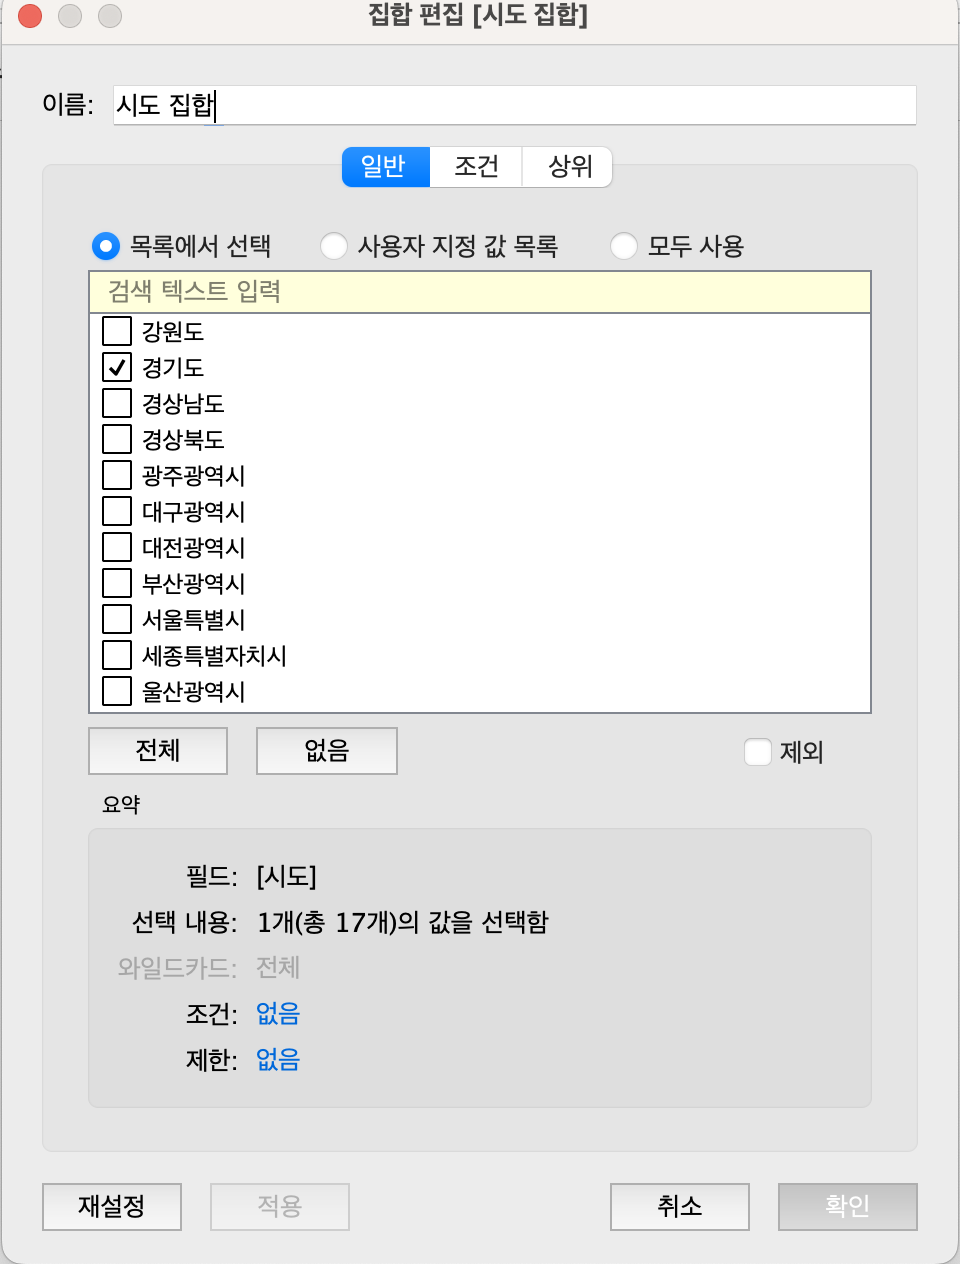 집합 편집 [시도 집합]
이름: 시도 집합
일반 조건 상위
목록에서 선택 사용자 지정 값 목록 모두 사용
검색 텍스트 입력
강원도
경기도
경상남도
경상북도
광주광역시
대구광역시
대전광역시
부산광역시
서울특별시
세종특별자치시
울산광역시
전체 없음 제외
요약
필드: [시도]
선택 내용: 1개(총 17개)의 값을 선택함
와일드카드: 전체
조건: 없음
제한: 없음
재설정 적용 취소 확인